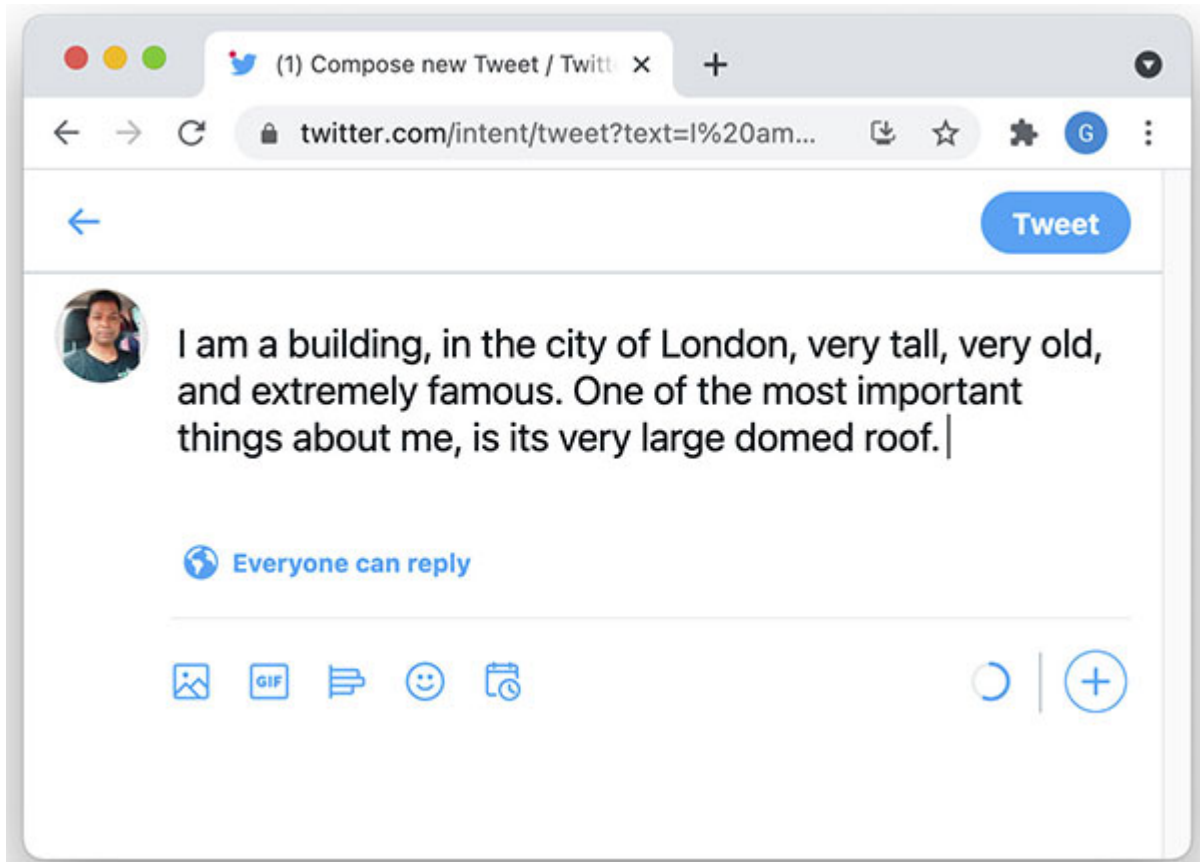 (1) Compose new Tweet / Twitt
twitter.com/intent/tweet?text=I%20am...
G
Tweet
I am a building, in the city of London, very tall, very old,
and extremely famous. One of the most important
things about me, is its very large domed roof.
Everyone can reply
GIF